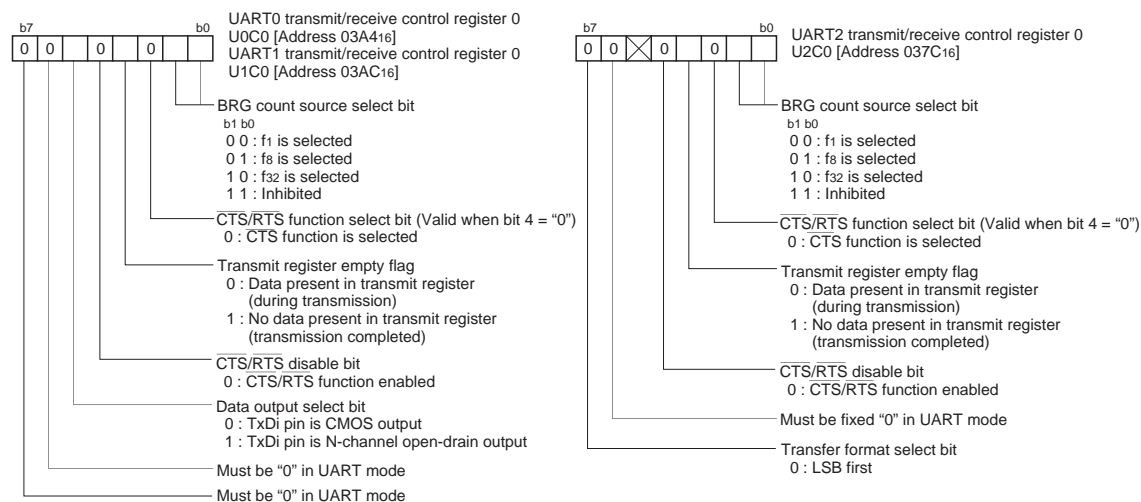 b7 b0
0 0 0 0
UART0 transmit/receive control register 0
U0C0 [Address 03A416]
UART1 transmit/receive control register 0
U1C0 [Address 03AC16]
BRG count source select bit
b1 b0
0 0 : f1 is selected
0 1 : f8 is selected
1 0 : f32 is selected
1 1 : Inhibited
CTS/RTS function select bit (Valid when bit 4 = “0”)
0 : CTS function is selected
Transmit register empty flag
0 : Data present in transmit register
(during transmission)
1 : No data present in transmit register
(transmission completed)
CTS/RTS disable bit
0 : CTS/RTS function enabled
Data output select bit
0 : TxDi pin is CMOS output
1 : TxDi pin is N-channel open-drain output
Must be “0” in UART mode
Must be “0” in UART mode
b7 b0
0 0 0 0
UART2 transmit/receive control register 0
U2C0 [Address 037C16]
BRG count source select bit
b1 b0
0 0 : f1 is selected
0 1 : f8 is selected
1 0 : f32 is selected
1 1 : Inhibited
CTS/RTS function select bit (Valid when bit 4 = “0”)
0 : CTS function is selected
Transmit register empty flag
0 : Data present in transmit register
(during transmission)
1 : No data present in transmit register
(transmission completed)
CTS/RTS disable bit
0 : CTS/RTS function enabled
Must be fixed “0” in UART mode
Transfer format select bit
0 : LSB first